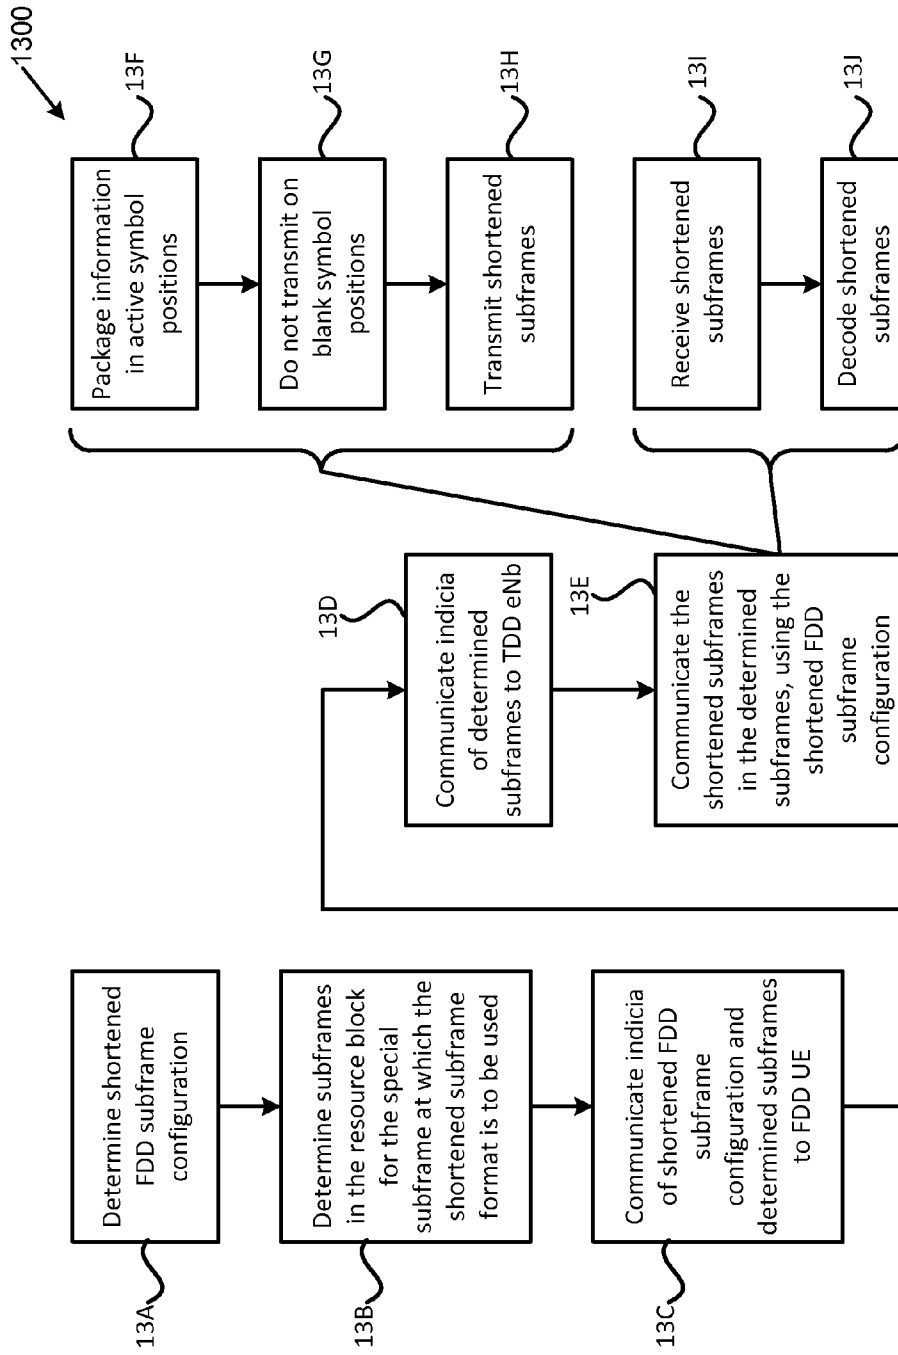 1300
13A
Determine shortened
FDD subframe
configuration
13B
Determine subframes
in the resource block
for the special
subframe at which the
shortened subframe
format is to be used
13C
Communicate indicia
of shortened FDD
subframe
configuration and
determined subframes
to FDD UE
13D
Communicate indicia
of determined
subframes to TDD eNb
13E
Communicate the
shortened subframes
in the determined
subframes, using the
shortened FDD
subframe
configuration
13F
Package information
in active symbol
positions
13G
Do not transmit on
blank symbol
positions
13H
Transmit shortened
subframes
13I
Receive shortened
subframes
13J
Decode shortened
subframes